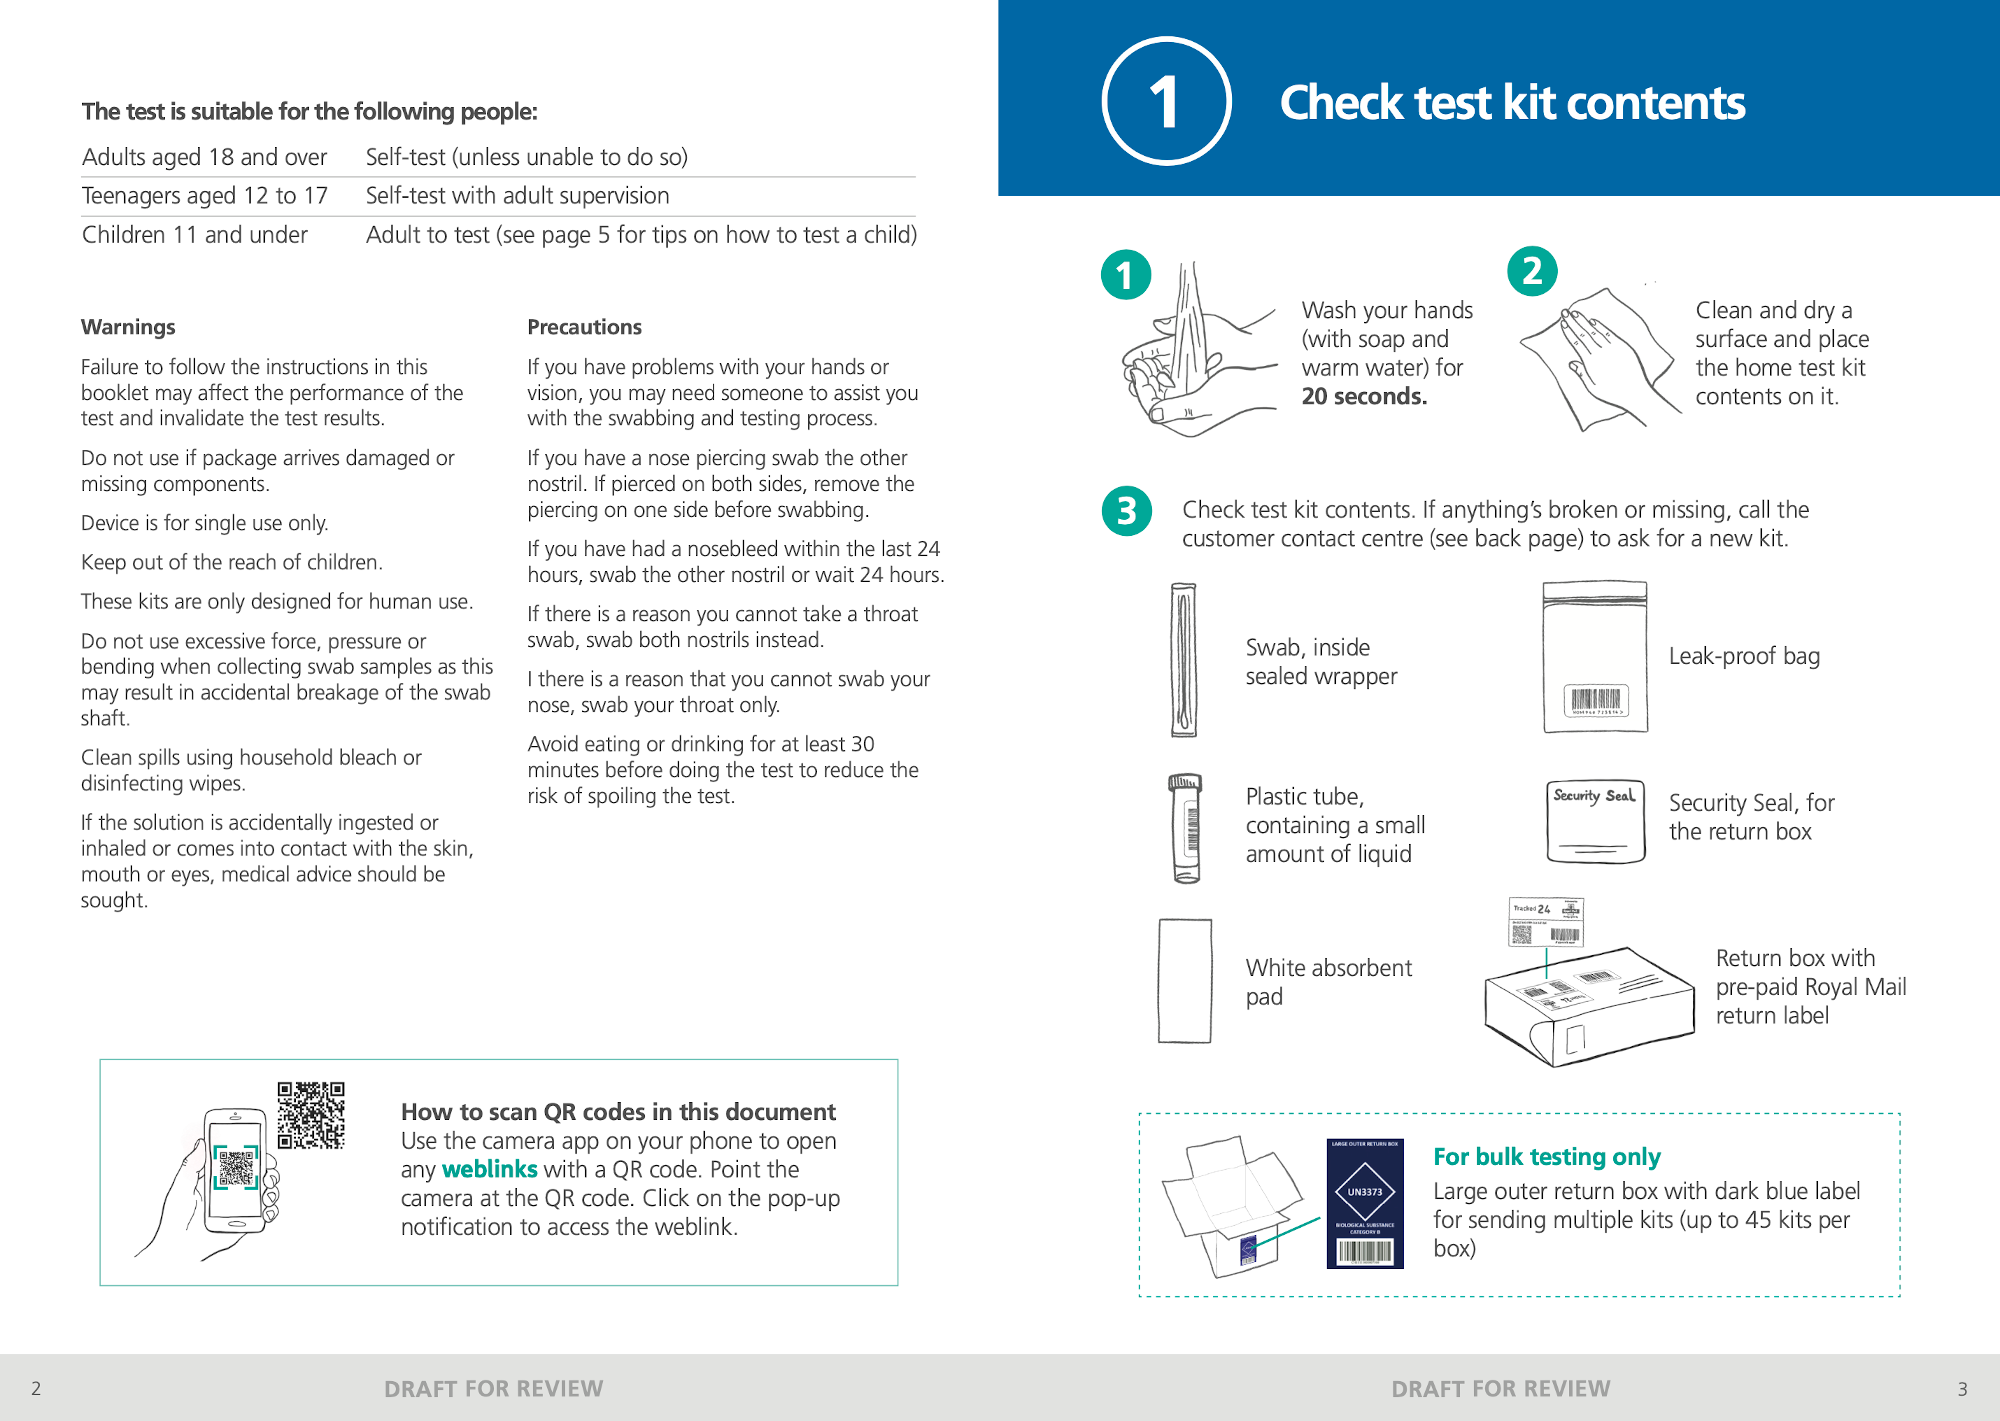 The test is suitable for the following people:
Adults aged 18 and over Self-test (unless unable to do so)
Teenagers aged 12 to 17 Self-test with adult supervision
Children 11 and under Adult to test (see page 5 for tips on how to test a child)
Warnings
Failure to follow the instructions in this
booklet may affect the performance of the
test and invalidate the test results.
Do not use if package arrives damaged or
missing components.
Device is for single use only.
Keep out of the reach of children.
These kits are only designed for human use.
Do not use excessive force, pressure or
bending when collecting swab samples as this
may result in accidental breakage of the swab
shaft.
Clean spills using household bleach or
disinfecting wipes.
If the solution is accidentally ingested or
inhaled or comes into contact with the skin,
mouth or eyes, medical advice should be
sought.
Precautions
If you have problems with your hands or
vision, you may need someone to assist you
with the swabbing and testing process.
If you have a nose piercing swab the other
nostril. If pierced on both sides, remove the
piercing on one side before swabbing.
If you have had a nosebleed within the last 24
hours, swab the other nostril or wait 24 hours.
If there is a reason you cannot take a throat
swab, swab both nostrils instead.
I there is a reason that you cannot swab your
nose, swab your throat only.
Avoid eating or drinking for at least 30
minutes before doing the test to reduce the
risk of spoiling the test.
How to scan QR codes in this document
Use the camera app on your phone to open
any weblinks with a QR code. Point the
camera at the QR code. Click on the pop-up
notification to access the weblink.
2
DRAFT FOR REVIEW
1 Check test kit contents
1
Wash your hands
(with soap and
warm water) for
20 seconds.
2
Clean and dry a
surface and place
the home test kit
contents on it.
3
Check test kit contents. If anything's broken or missing, call the
customer contact centre (see back page) to ask for a new kit.
Swab, inside
sealed wrapper
Leak-proof bag
Plastic tube,
containing a small
amount of liquid
Security Seal
Security Seal, for
the return box
White absorbent
pad
Tracked 24
Return box with
pre-paid Royal Mail
return label
LARGE OUTER RETURN BOX
UN3373
BIOLOGICAL SUBSTANCE
CATEGORY B
For bulk testing only
Large outer return box with dark blue label
for sending multiple kits (up to 45 kits per
box)
DRAFT FOR REVIEW
3